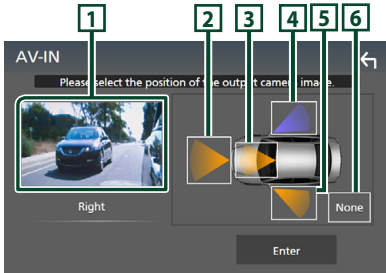 1 2 3 4 5 6
AV-IN
Please select the position of the output camera image.
Right
None
Enter